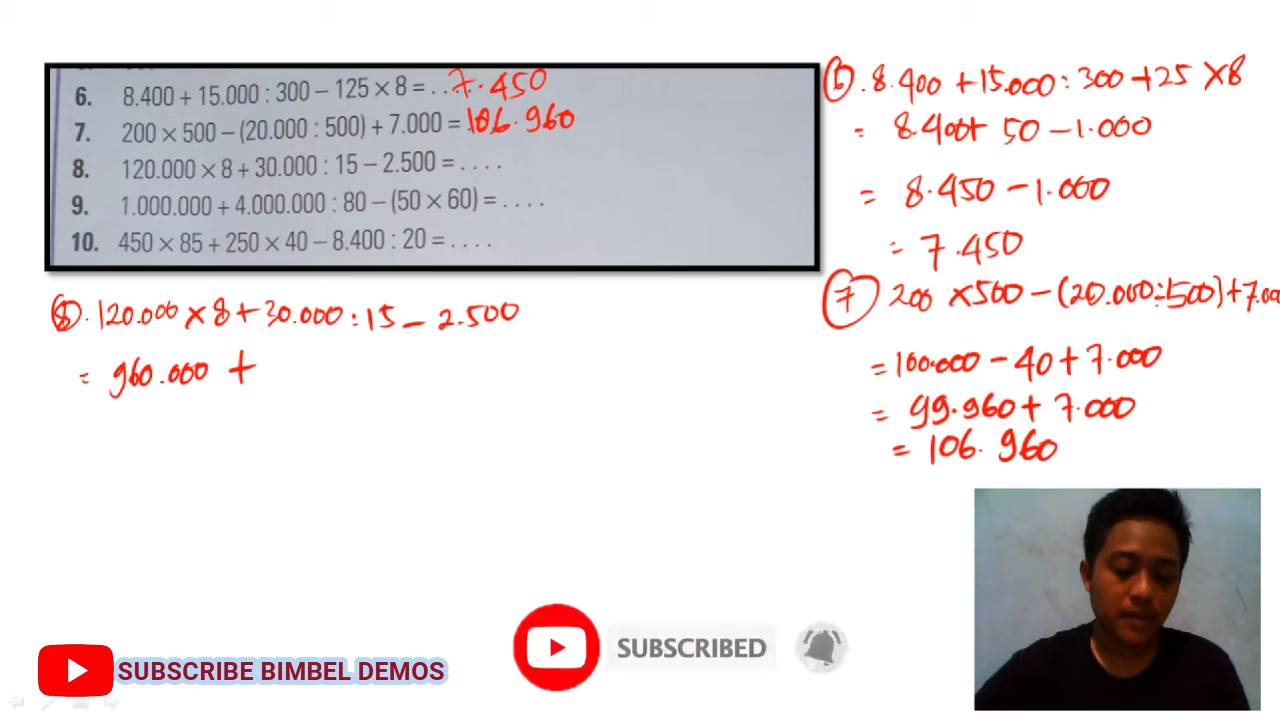 6. 8.400 + 15.000 : 300 – 125 × 8 = . . 7.450
7. 200 × 500 – (20.000 : 500) + 7.000 = 106.960
8. 120.000 × 8 + 30.000 : 15 – 2.500 = . . . .
9. 1.000.000 + 4.000.000 : 80 – (50 × 60) = . . . .
10. 450 × 85 + 250 × 40 – 8.400 : 20 = . . . .
8. 120.000 × 8 + 30.000 : 15 – 2.500
= 960.000 +
6. 8.400 + 15.000 : 300 + 25 × 8
= 8.400 + 50 – 1.000
= 8.450 – 1.000
= 7.450
7 200 × 500 – (20.000 : 500) + 7.00
= 100.000 – 40 + 7.000
= 99.960 + 7.000
= 106.960
SUBSCRIBED
SUBSCRIBE BIMBEL DEMOS